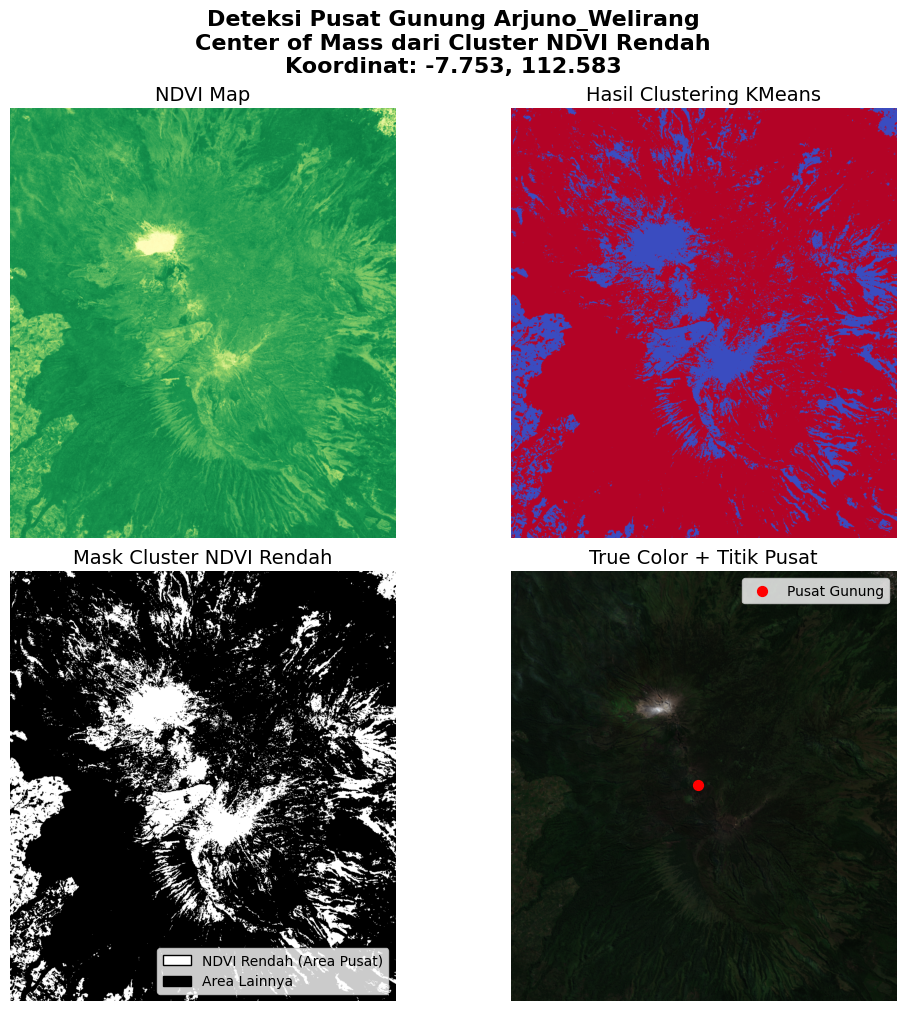 Deteksi Pusat Gunung Arjuno_Welirang
Center of Mass dari Cluster NDVI Rendah
Koordinat: -7.753, 112.583
NDVI Map
Hasil Clustering KMeans
Mask Cluster NDVI Rendah
NDVI Rendah (Area Pusat)
Area Lainnya
True Color + Titik Pusat
Pusat Gunung